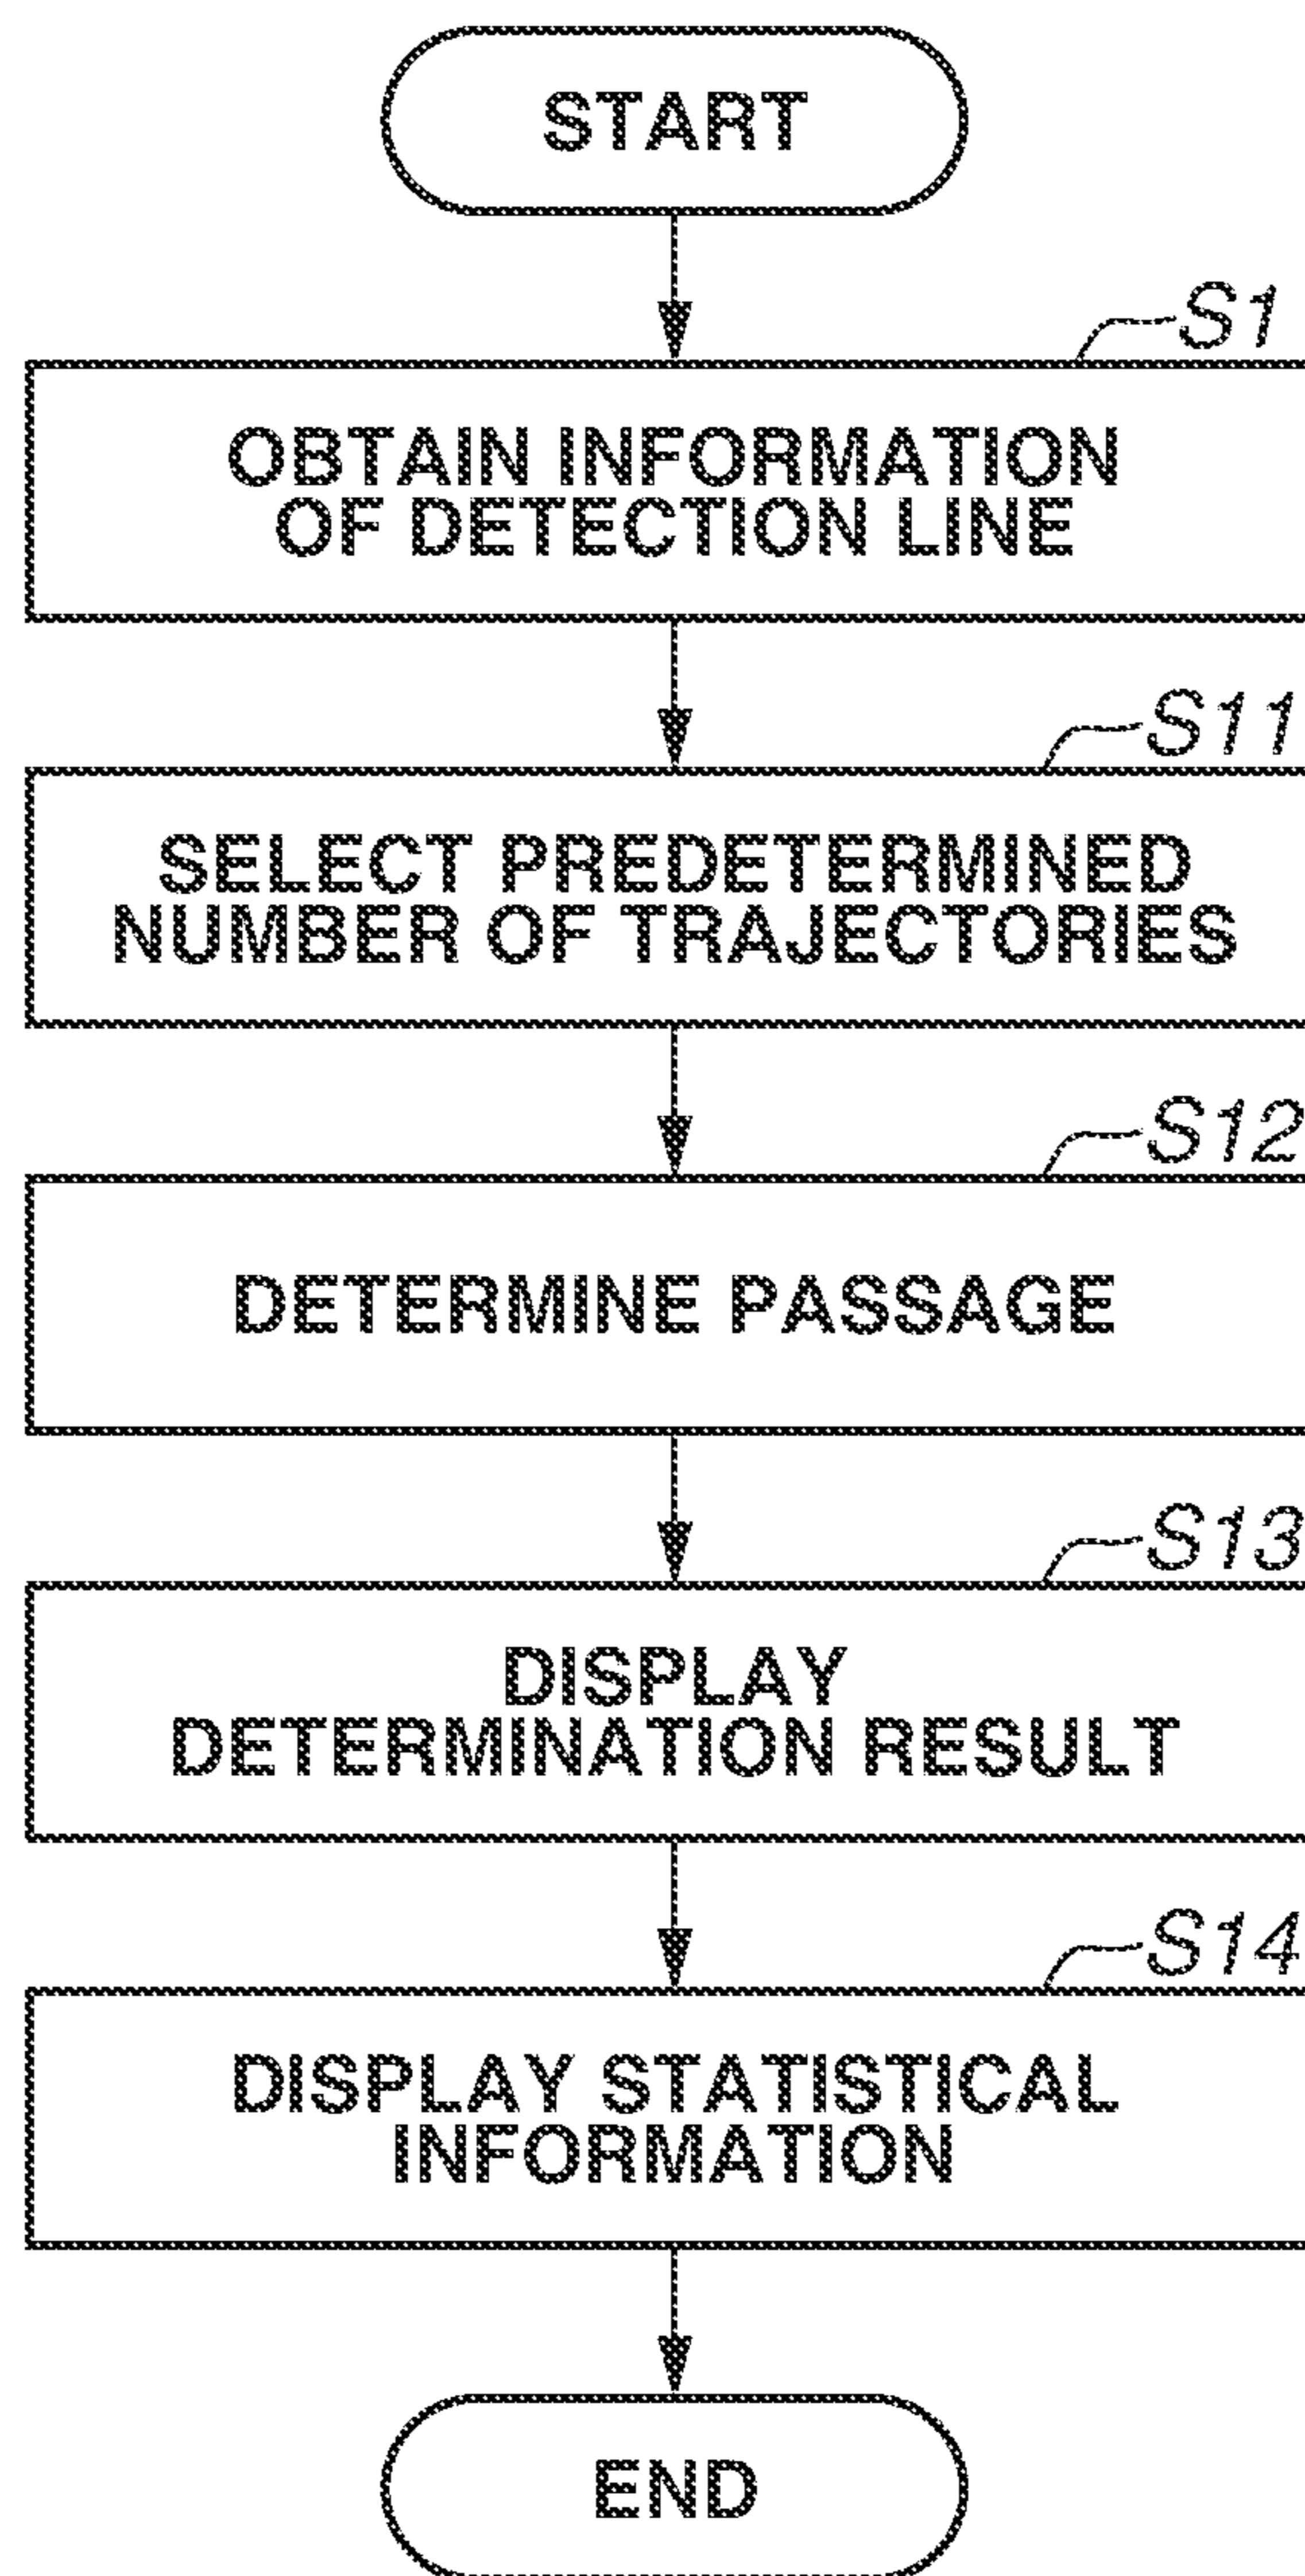 START
S1
OBTAIN INFORMATION
OF DETECTION LINE
S11
SELECT PREDETERMINED
NUMBER OF TRAJECTORIES
S12
DETERMINE PASSAGE
S13
DISPLAY
DETERMINATION RESULT
S14
DISPLAY STATISTICAL
INFORMATION
END